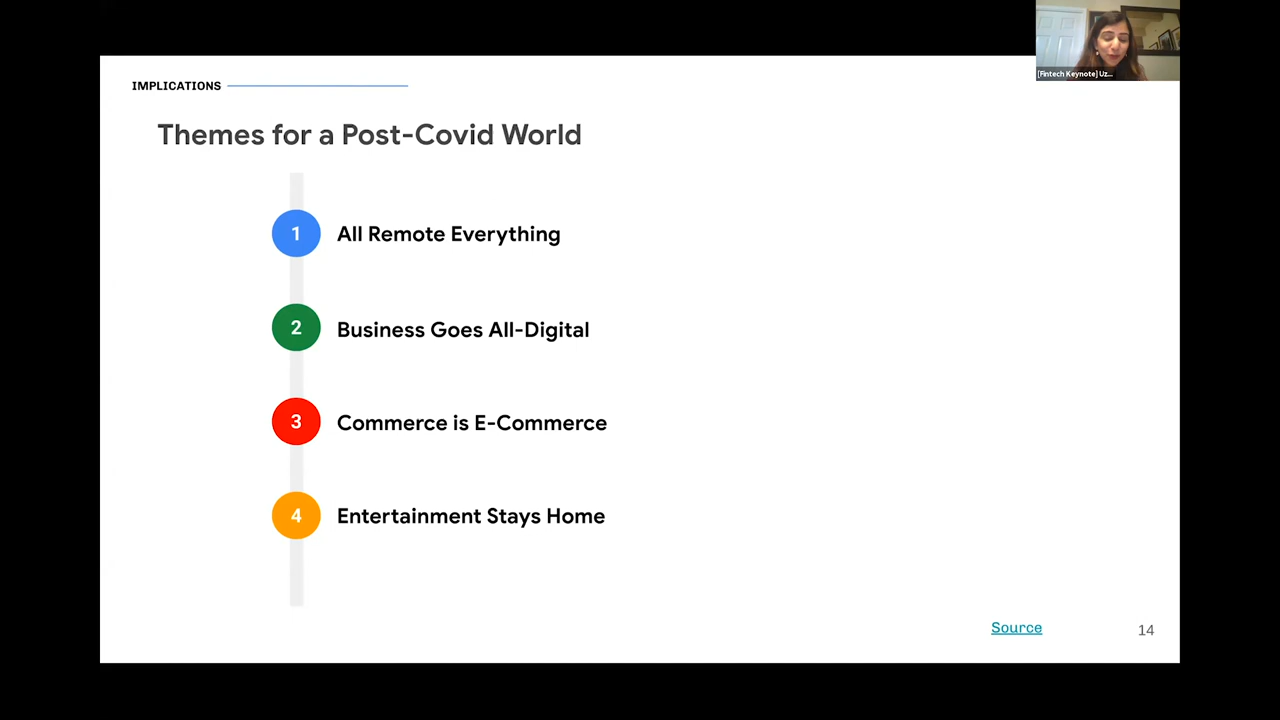 [Fintech Keynote] Uz...
IMPLICATIONS
Themes for a Post-Covid World
1
All Remote Everything
2
Business Goes All-Digital
3
Commerce is E-Commerce
4
Entertainment Stays Home
Source
14